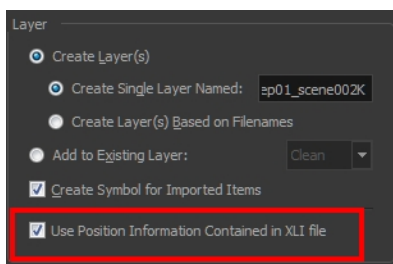 Layer
Create Layer(s)
Create Single Layer Named: ep01_scene002K
Create Layer(s) Based on Filenames
Add to Existing Layer: Clean
Create Symbol for Imported Items
Use Position Information Contained in XLI file